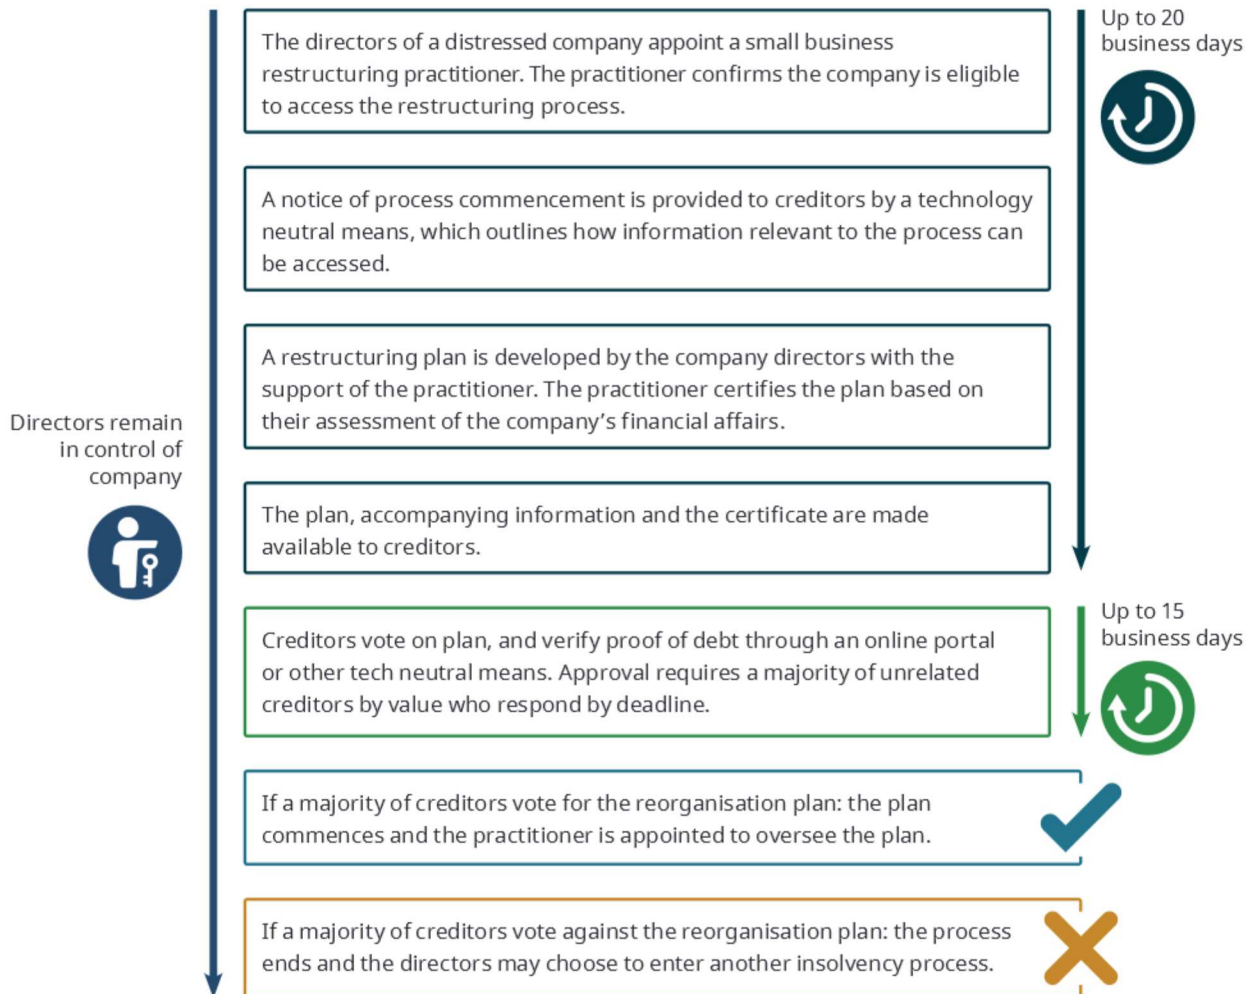 Up to 20
business days
The directors of a distressed company appoint a small business
restructuring practitioner. The practitioner confirms the company is eligible
to access the restructuring process.
A notice of process commencement is provided to creditors by a technology
neutral means, which outlines how information relevant to the process can
be accessed.
A restructuring plan is developed by the company directors with the
support of the practitioner. The practitioner certifies the plan based on
their assessment of the company’s financial affairs.
Directors remain
in control of
company
The plan, accompanying information and the certificate are made
available to creditors.
Up to 15
business days
Creditors vote on plan, and verify proof of debt through an online portal
or other tech neutral means. Approval requires a majority of unrelated
creditors by value who respond by deadline.
If a majority of creditors vote for the reorganisation plan: the plan
commences and the practitioner is appointed to oversee the plan.
If a majority of creditors vote against the reorganisation plan: the process
ends and the directors may choose to enter another insolvency process.